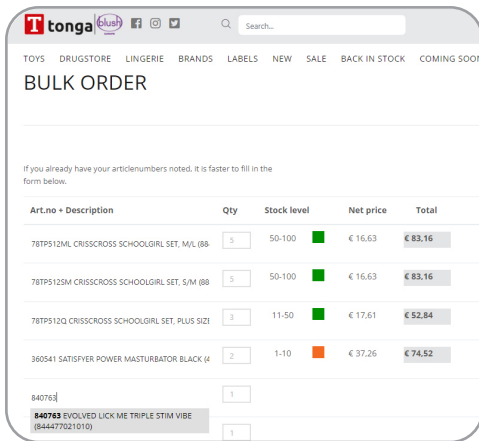 T tonga blush
Search...
TOYS DRUGSTORE LINGERIE BRANDS LABELS NEW SALE BACK IN STOCK COMING SOON
BULK ORDER
If you already have your articlenumbers noted, it is faster to fill in the
form below.
Art.no + Description Qty Stock level Net price Total
78TP512ML CRISSCROSS SCHOOLGIRL SET, M/L (88 5 50-100 € 16,63 € 83,16
78TP512SM CRISSCROSS SCHOOLGIRL SET, S/M (88 5 50-100 € 16,63 € 83,16
78TP512Q CRISSCROSS SCHOOLGIRL SET, PLUS SIZE 3 11-50 € 17,61 € 52,84
360541 SATISFYER POWER MASTURBATOR BLACK (4 2 1-10 € 37,26 € 74,52
840763 1
840763 EVOLVED LICK ME TRIPLE STIM VIBE
(844477021010)
1